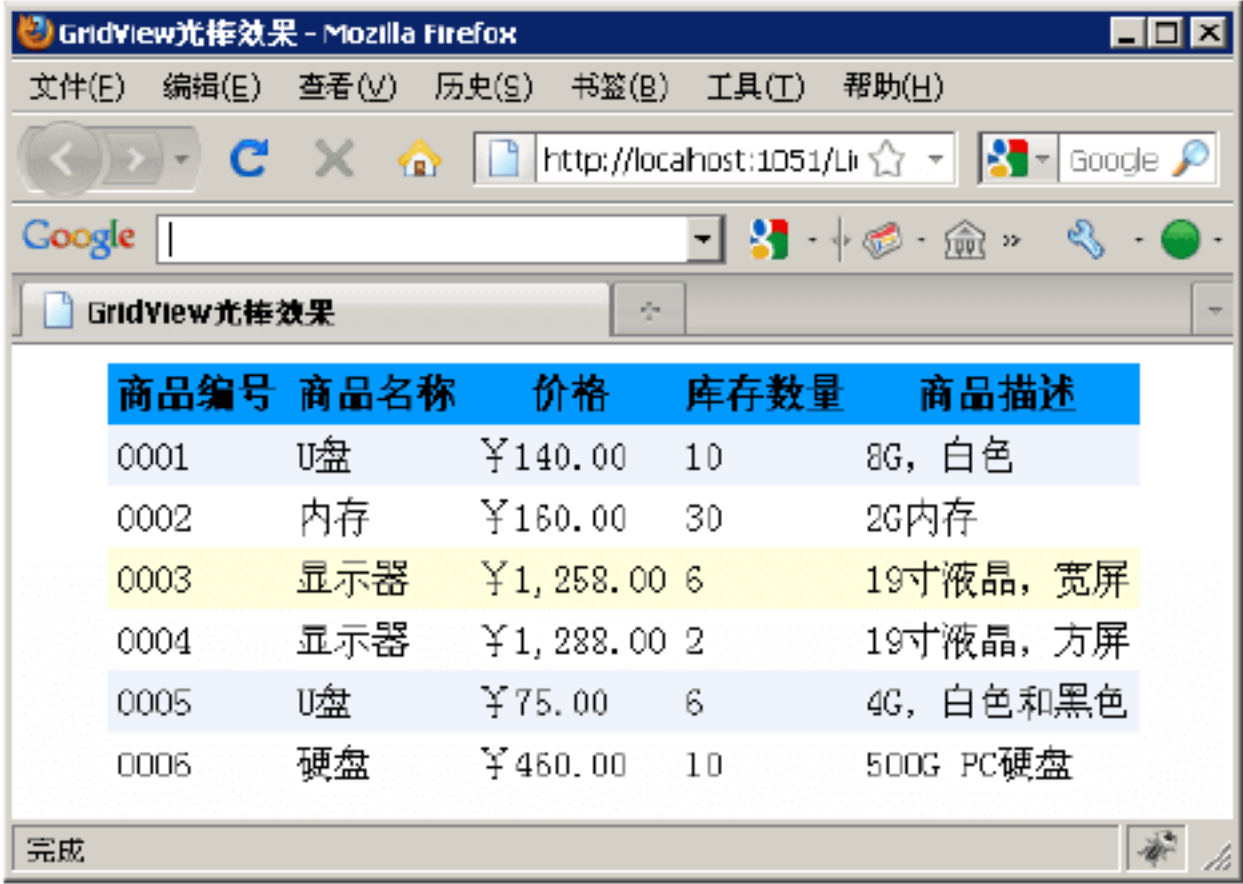 GridView光棒效果 - Mozilla Firefox
文件(F) 编辑(E) 查看(V) 历史(S) 书签(B) 工具(T) 帮助(H)
http://localhost:1051/Li Google
Google
GridView光棒效果
商品编号 商品名称 价格 库存数量 商品描述
0001 U盘 ¥140.00 10 8G, 白色
0002 内存 ¥160.00 30 2G内存
0003 显示器 ¥1,258.00 6 19寸液晶, 宽屏
0004 显示器 ¥1,288.00 2 19寸液晶, 方屏
0005 U盘 ¥75.00 6 4G, 白色和黑色
0006 硬盘 ¥460.00 10 500G PC硬盘
完成